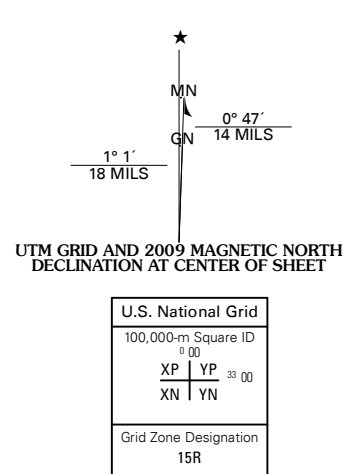 ★
MN
0° 47´
14 MILS
GN
1° 1´
18 MILS
UTM GRID AND 2009 MAGNETIC NORTH
DECLINATION AT CENTER OF SHEET
U.S. National Grid
100,000-m Square ID
0 00
XP YP 33 00
XN YN
Grid Zone Designation
15R